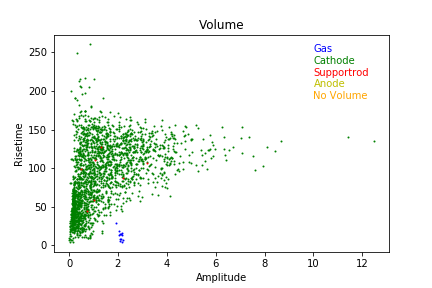 Volume
Gas
Cathode
Supportrod
Anode
No Volume
250
200
150
100
50
0
Risetime
0 2 4 6 8 10 12
Amplitude